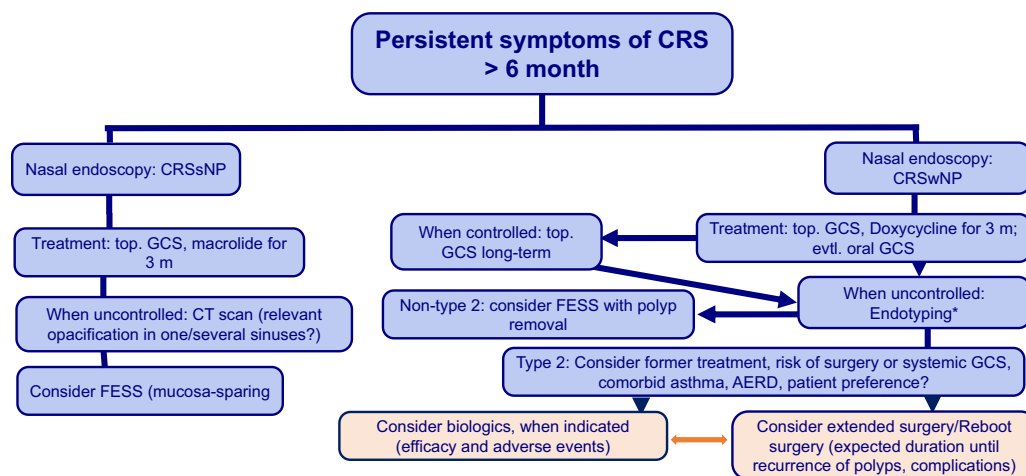 Persistent symptoms of CRS
> 6 month
Nasal endoscopy: CRSsNP
Treatment: top. GCS, macrolide for
3 m
When uncontrolled: CT scan (relevant
opacification in one/several sinuses?)
Consider FESS (mucosa-sparing
Nasal endoscopy:
CRSwNP
Treatment: top. GCS, Doxycycline for 3 m;
evtl. oral GCS
When controlled: top.
GCS long-term
When uncontrolled:
Endotyping*
Non-type 2: consider FESS with polyp
removal
Type 2: Consider former treatment, risk of surgery or systemic GCS,
comorbid asthma, AERD, patient preference?
Consider biologics, when indicated
(efficacy and adverse events)
Consider extended surgery/Reboot
surgery (expected duration until
recurrence of polyps, complications)